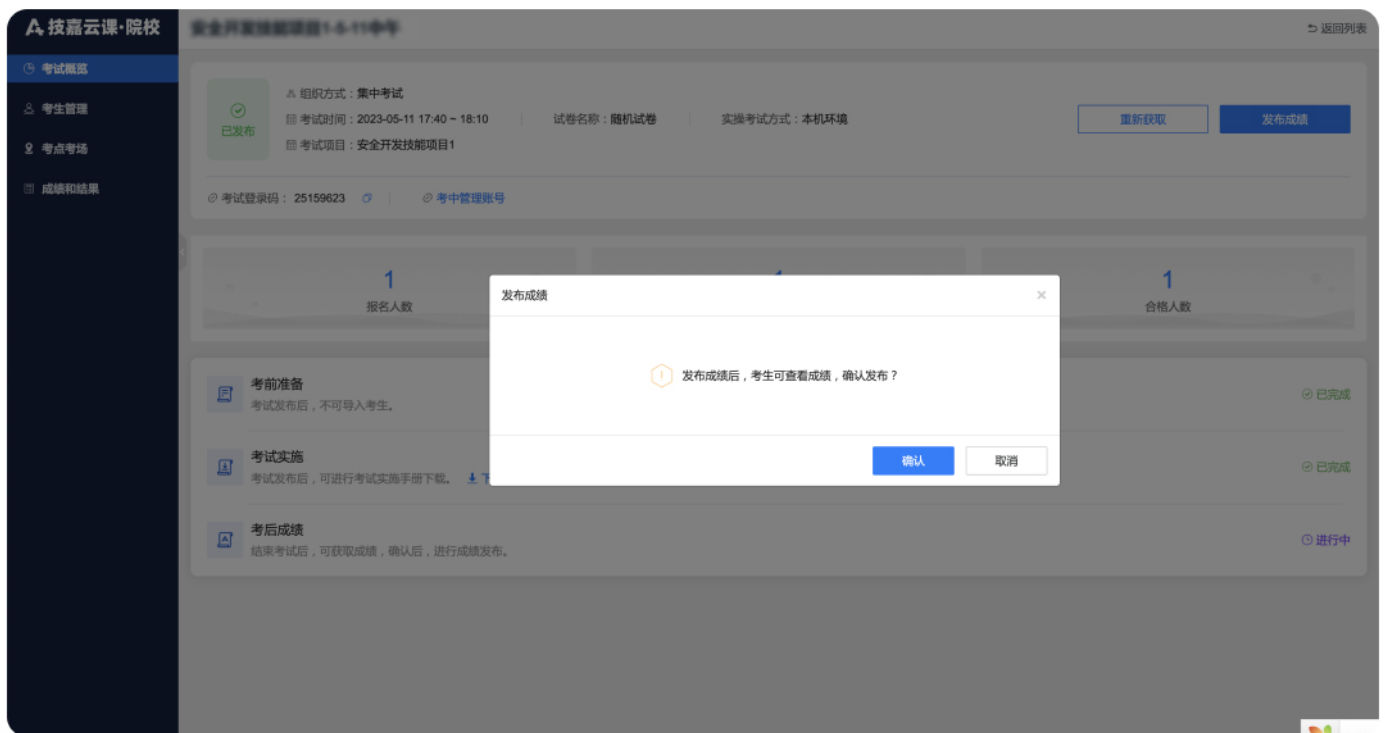 技嘉云课·院校
返回列表
考试概览
考生管理
考点考场
成绩和结果
已发布
组织方式：集中考试
考试时间：2023-05-11 17:40 ~ 18:10 试卷名称：随机试卷 实操考试方式：本机环境
考试项目：安全开发技能项目1
重新获取 发布成绩
考试登录码： 25159623 考中管理账号
1
报名人数
1
合格人数
发布成绩
发布成绩后，考生可查看成绩，确认发布？
确认 取消
考前准备
考试发布后，不可导入考生。
已完成
考试实施
考试发布后，可进行考试实施手册下载。
已完成
考后成绩
结束考试后，可获取成绩，确认后，进行成绩发布。
进行中